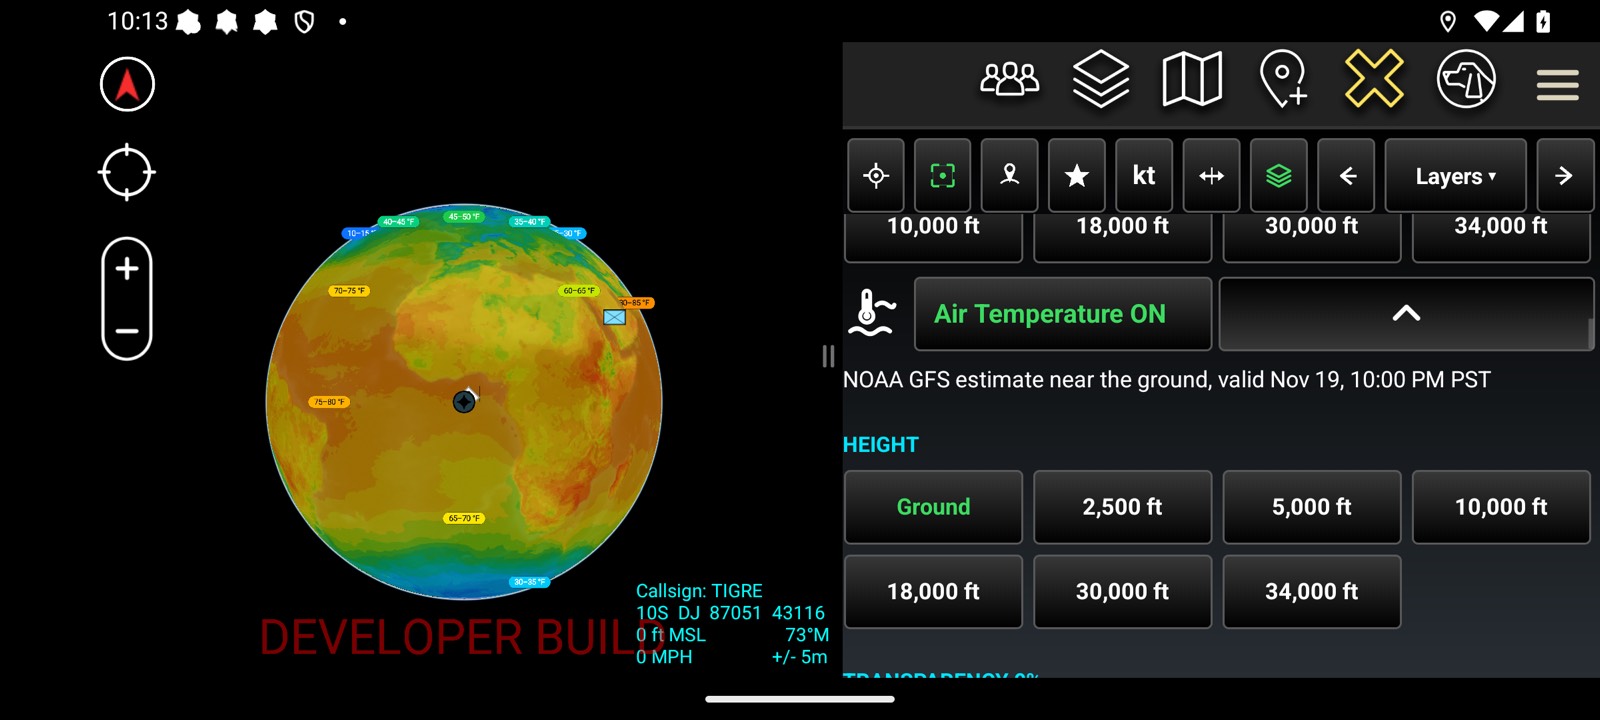 10:13
kt
Layers ▾
10,000 ft
18,000 ft
30,000 ft
34,000 ft
Air Temperature ON
NOAA GFS estimate near the ground, valid Nov 19, 10:00 PM PST
HEIGHT
Ground
2,500 ft
5,000 ft
10,000 ft
18,000 ft
30,000 ft
34,000 ft
TRANSPARENCY 0%
45–50 °F
40–45 °F
35–40 °F
70–75 °F
60–65 °F
75–80 °F
65–70 °F
30–35 °F
Callsign: TIGRE
10S DJ 87051 43116
0 ft MSL 73°M
0 MPH +/- 5m
DEVELOPER BUILD